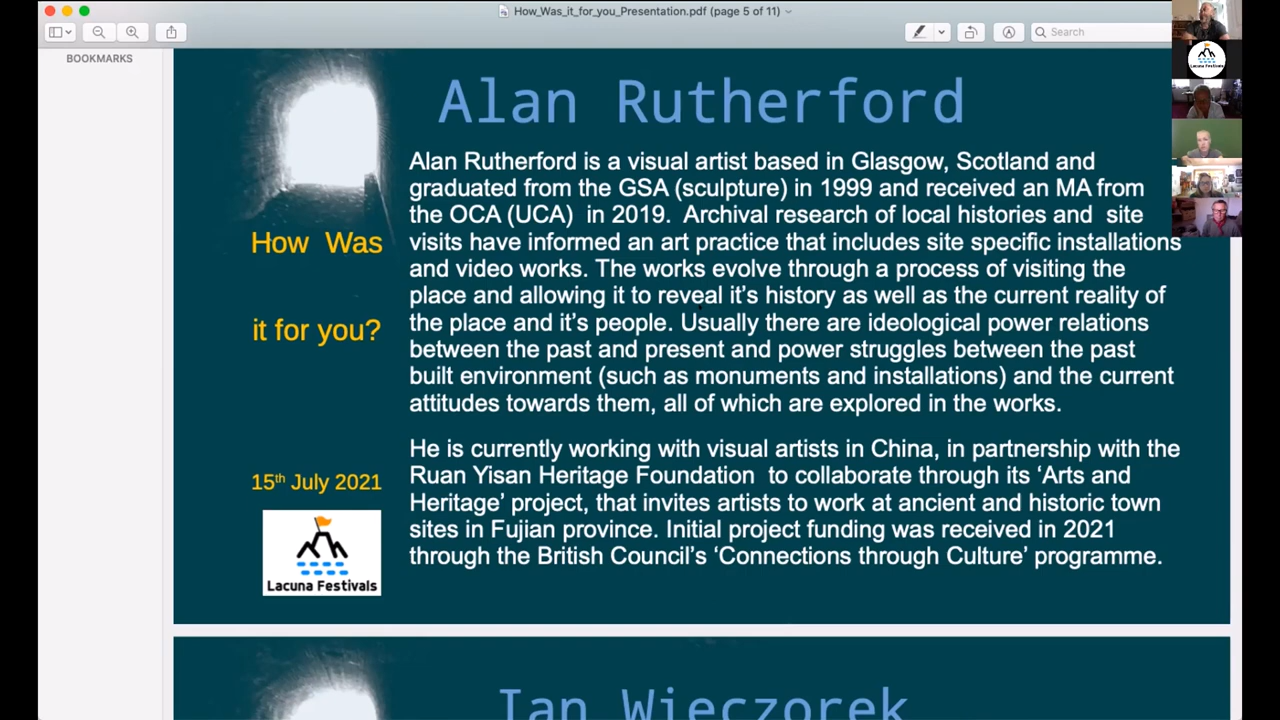 How_Was_it_for_you_Presentation.pdf (page 5 of 11)
Search
BOOKMARKS
Lacuna Festivals
Alan Rutherford
Alan Rutherford is a visual artist based in Glasgow, Scotland and
graduated from the GSA (sculpture) in 1999 and received an MA from
the OCA (UCA)  in 2019.  Archival research of local histories and  site
visits have informed an art practice that includes site specific installations
and video works. The works evolve through a process of visiting the
place and allowing it to reveal it’s history as well as the current reality of
the place and it’s people. Usually there are ideological power relations
between the past and present and power struggles between the past
built environment (such as monuments and installations) and the current
attitudes towards them, all of which are explored in the works.
He is currently working with visual artists in China, in partnership with the
Ruan Yisan Heritage Foundation  to collaborate through its ‘Arts and
Heritage’ project, that invites artists to work at ancient and historic town
sites in Fujian province. Initial project funding was received in 2021
through the British Council’s ‘Connections through Culture’ programme.
How Was
it for you?
15th July 2021
Lacuna Festivals
Ian Wieczorek